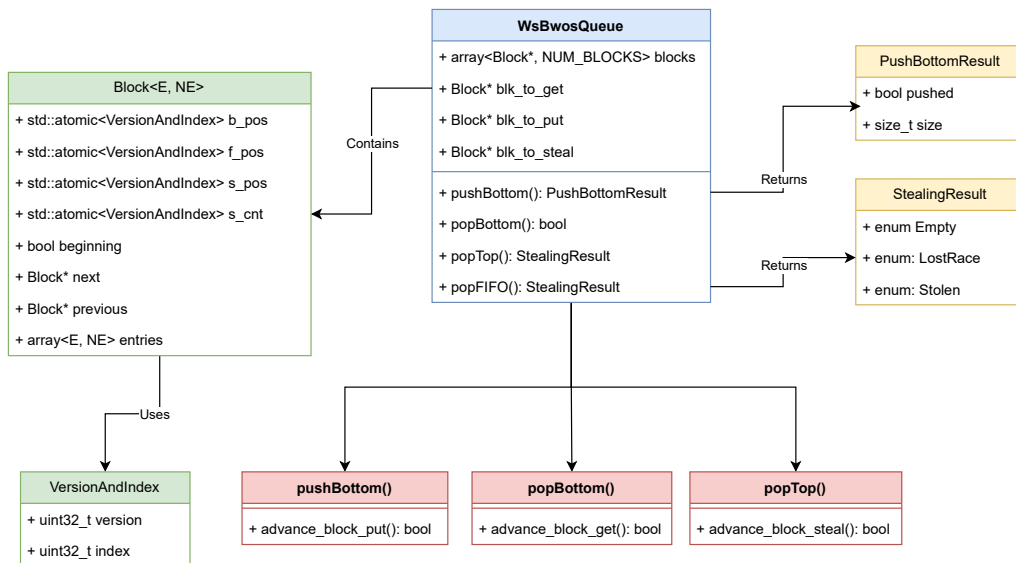 WsBwosQueue
+ array<Block*, NUM_BLOCKS> blocks
+ Block* blk_to_get
+ Block* blk_to_put
+ Block* blk_to_steal
+ pushBottom(): PushBottomResult
+ popBottom(): bool
+ popTop(): StealingResult
+ popFIFO(): StealingResult
Block<E, NE>
+ std::atomic<VersionAndIndex> b_pos
+ std::atomic<VersionAndIndex> f_pos
+ std::atomic<VersionAndIndex> s_pos
+ std::atomic<VersionAndIndex> s_cnt
+ bool beginning
+ Block* next
+ Block* previous
+ array<E, NE> entries
Contains
PushBottomResult
+ bool pushed
+ size_t size
Returns
StealingResult
+ enum Empty
+ enum: LostRace
+ enum: Stolen
Returns
Uses
VersionAndIndex
+ uint32_t version
+ uint32_t index
pushBottom()
+ advance_block_put(): bool
popBottom()
+ advance_block_get(): bool
popTop()
+ advance_block_steal(): bool